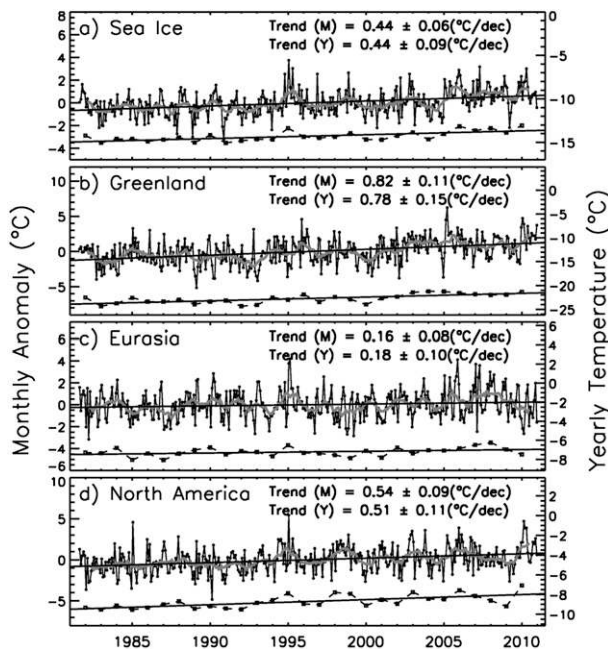 a) Sea Ice
Trend (M) = 0.44 ± 0.06(°C/dec)
Trend (Y) = 0.44 ± 0.09(°C/dec)
4
2
0
−2
−4
0
−5
−10
−15
b) Greenland
Trend (M) = 0.82 ± 0.11(°C/dec)
Trend (Y) = 0.78 ± 0.15(°C/dec)
10
5
0
−5
0
−5
−10
−15
−20
−25
c) Eurasia
Trend (M) = 0.16 ± 0.08(°C/dec)
Trend (Y) = 0.18 ± 0.10(°C/dec)
6
4
2
0
−2
−4
−6
6
4
2
0
−2
−4
−6
−8
d) North America
Trend (M) = 0.54 ± 0.09(°C/dec)
Trend (Y) = 0.51 ± 0.11(°C/dec)
5
0
−5
2
0
−2
−4
−6
−8
−10
1985 1990 1995 2000 2005 2010
Monthly Anomaly (°C)
Yearly Temperature (°C)